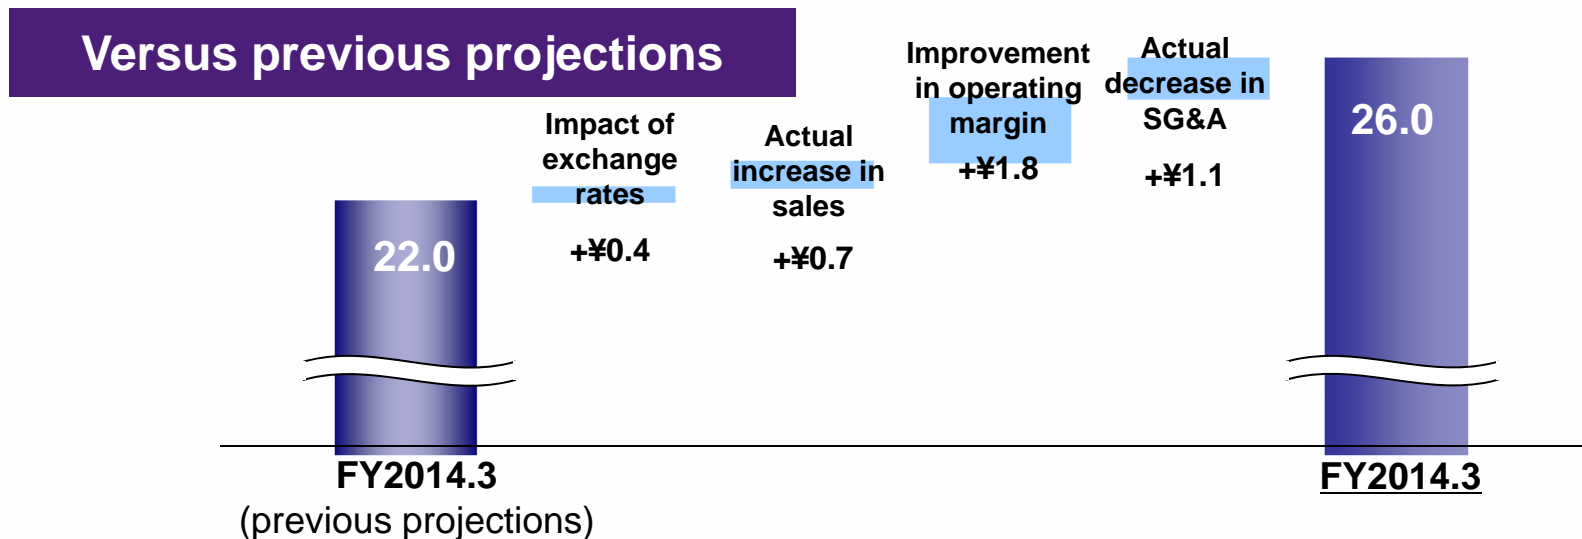 Versus previous projections
Impact of
exchange
rates
+¥0.4
Actual
increase in
sales
+¥0.7
Improvement
in operating
margin
+¥1.8
Actual
decrease in
SG&A
+¥1.1
22.0
26.0
FY2014.3
(previous projections)
FY2014.3